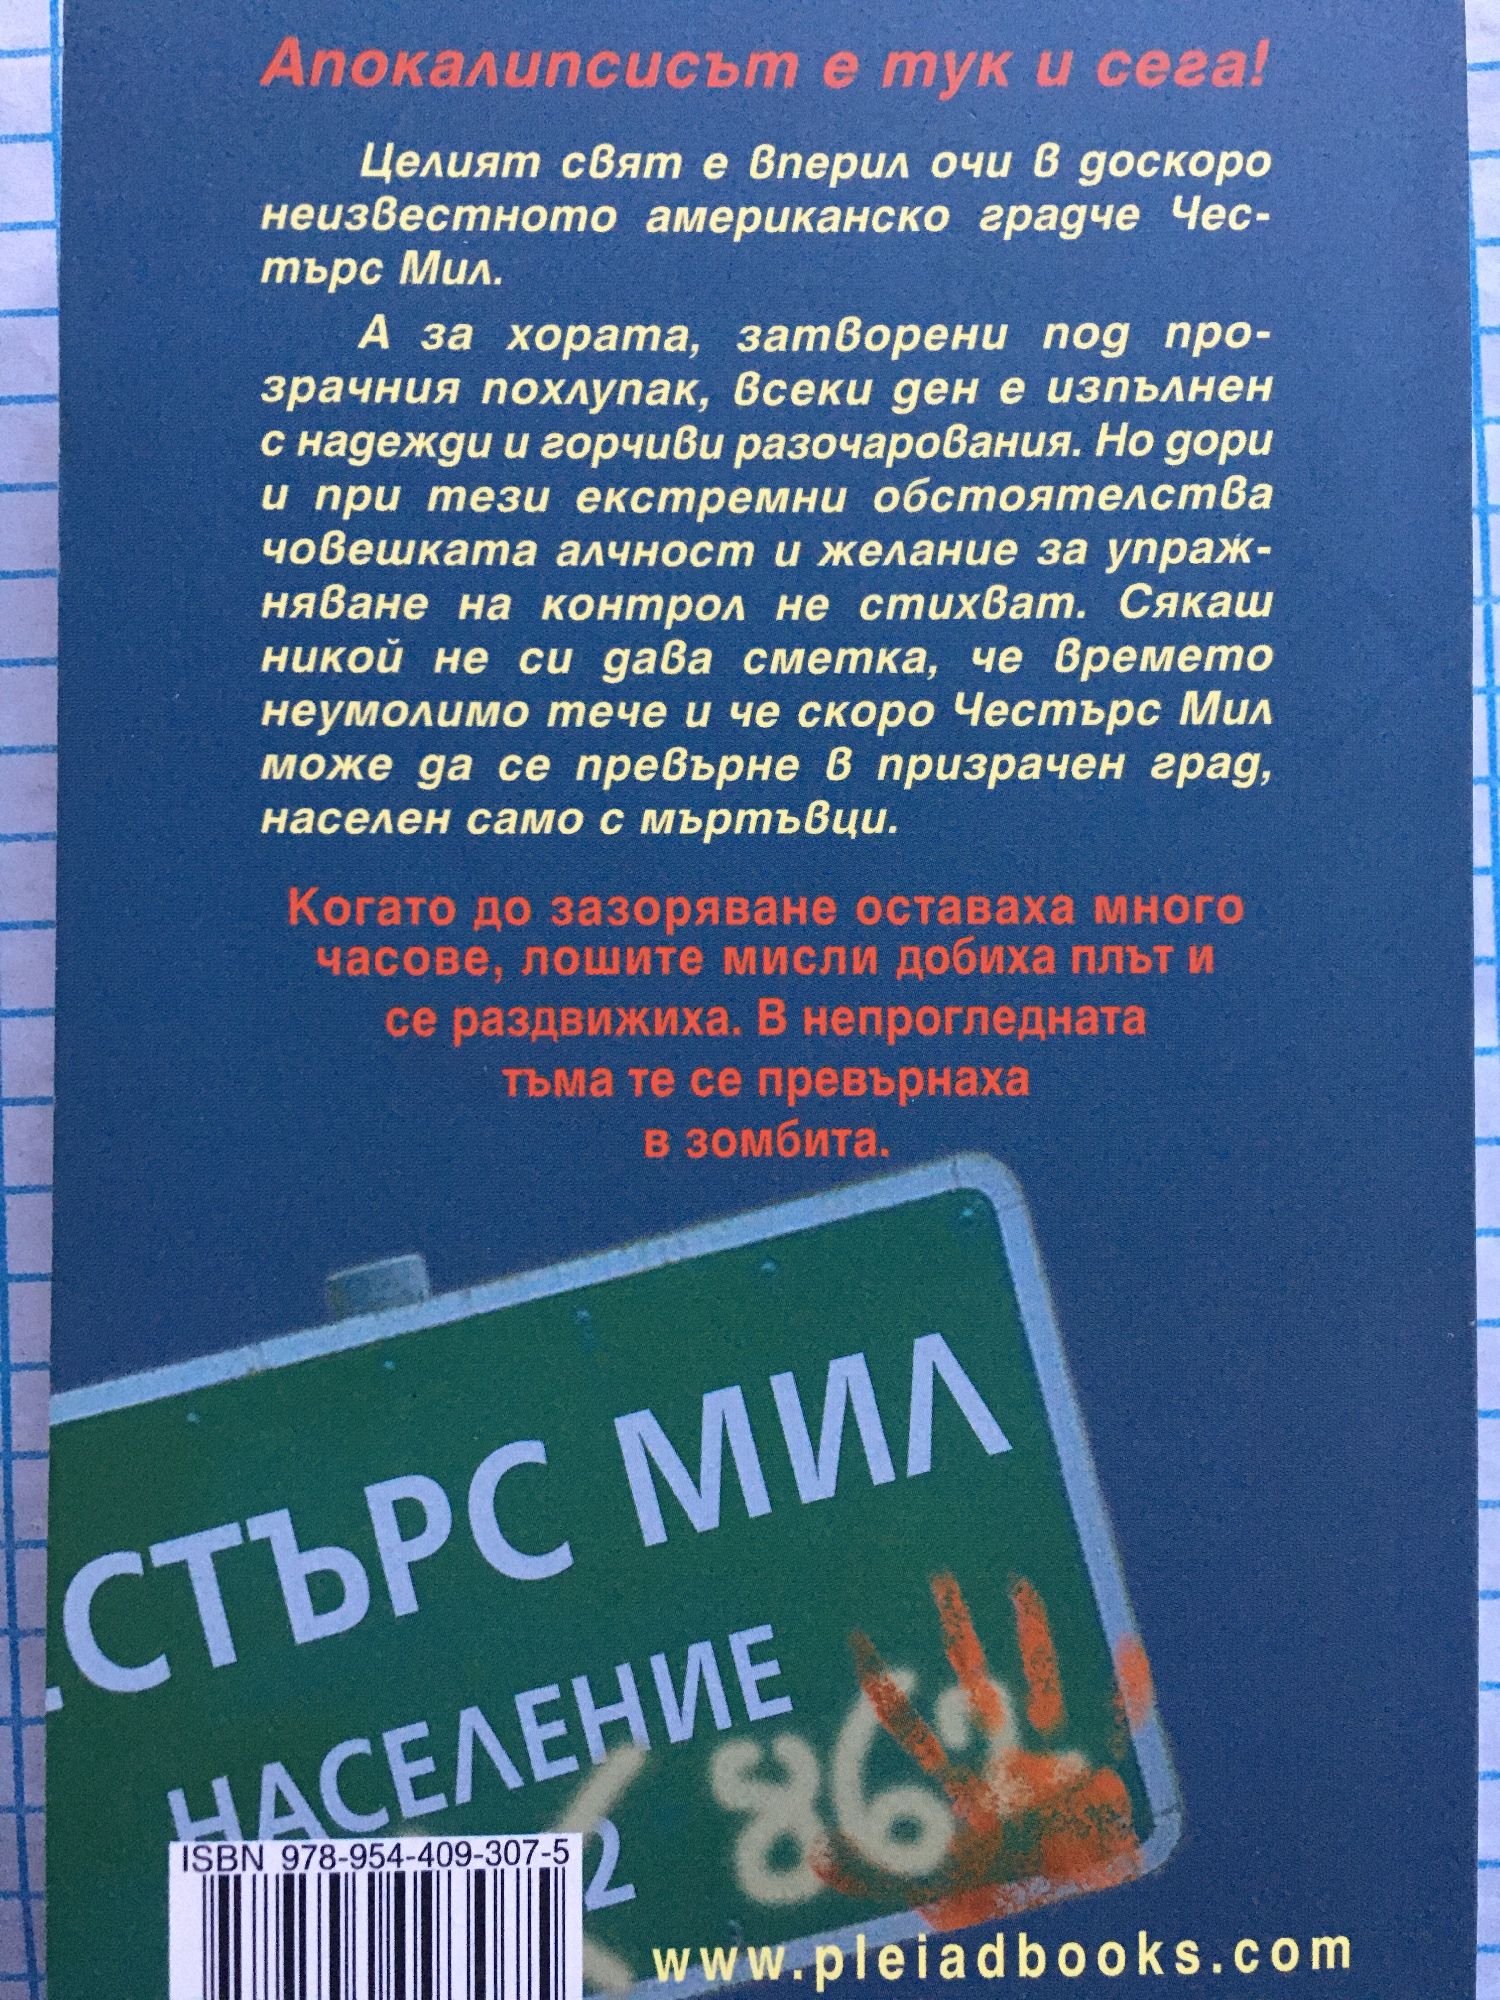 Апокалипсисът е тук и сега!
Целият свят е вперил очи в доскоро
неизвестното американско градче Чес-
търс Мил.
А за хората, затворени под про-
зрачния похлупак, всеки ден е изпълнен
с надежди и горчиви разочарования. Но дори
и при тези екстремни обстоятелства
човешката алчност и желание за упраж-
няване на контрол не стихват. Сякаш
никой не си дава сметка, че времето
неумолимо тече и че скоро Честърс Мил
може да се превърне в призрачен град,
населен само с мъртъвци.
Когато до зазоряване оставаха много
часове, лошите мисли добиха плът и
се раздвижиха. В непрогледната
тъма те се превърнаха
в зомбита.
СТЪРС МИЛ
НАСЕЛЕНИЕ
2
86
ISBN 978-954-409-307-5
www.pleiadbooks.com